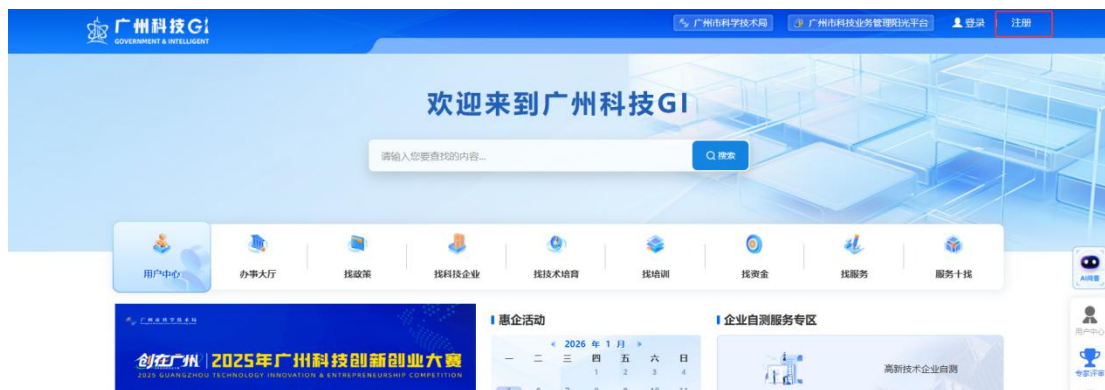 广州科技GI
GOVERNMENT & INTELLIGENT
广州市科学技术局
广州市科技业务管理阳光平台
登录
注册
欢迎来到广州科技GI
请输入您要查找的内容...
搜索
用户中心
办事大厅
找政策
找科技企业
找技术培育
找培训
找资金
找服务
服务十找
AI问答
用户中心
专家评审
广州市科学技术局
创在广州 2025年广州科技创新创业大赛
2025 GUANGZHOU TECHNOLOGY INNOVATION & ENTREPRENEURSHIP COMPETITION
惠企活动
« 2026 年 1 月 »
一 二 三 四 五 六 日
1 2 3 4
企业自测服务专区
高新技术企业自测